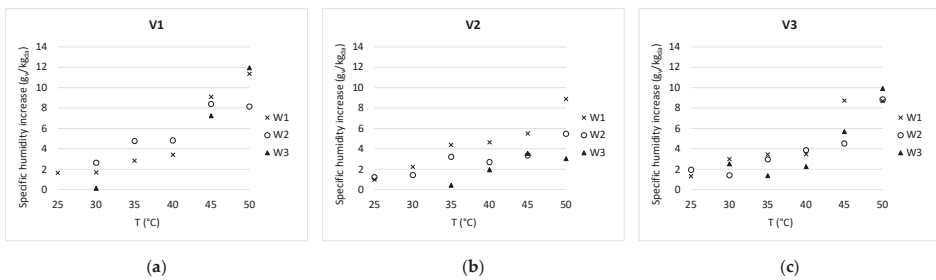 V1
Specific humidity increase (gv/kgda)
14
12
10
8
6
4
2
0
25 30 35 40 45 50
T (°C)
W1
W2
W3
(a)
V2
Specific humidity increase (gv/kgda)
14
12
10
8
6
4
2
0
25 30 35 40 45 50
T (°C)
W1
W2
W3
(b)
V3
Specific humidity increase (gv/kgda)
14
12
10
8
6
4
2
0
25 30 35 40 45 50
T (°C)
W1
W2
W3
(c)